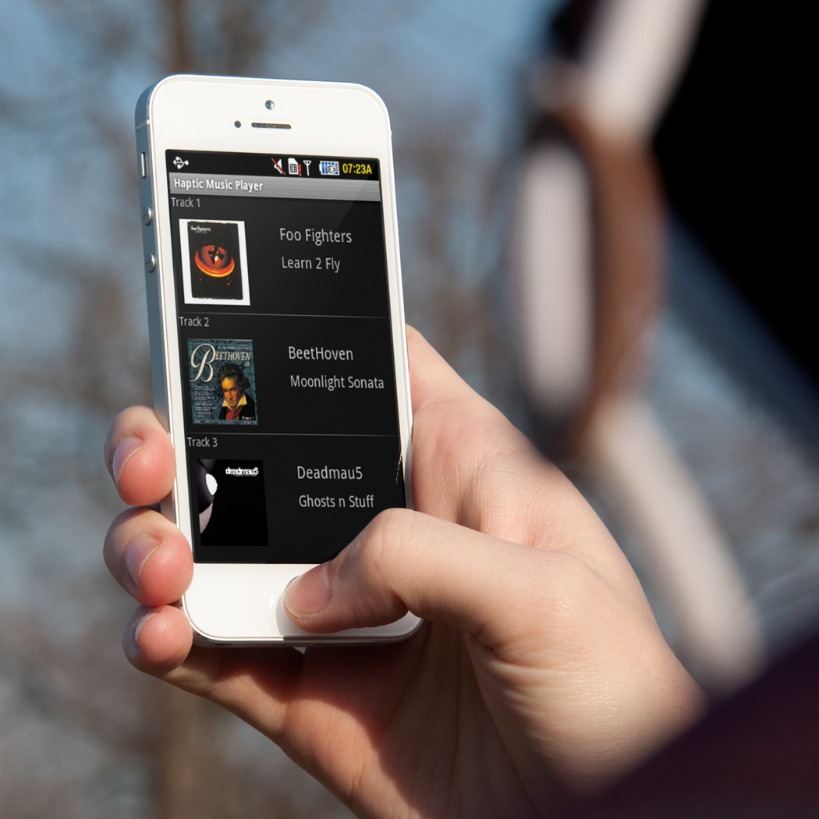 07:23A
Haptic Music Player
Track 1
Foo Fighters
Learn 2 Fly
Track 2
BEETHOVEN
BeetHoven
Moonlight Sonata
Track 3
deadmau5
Deadmau5
Ghosts n Stuff